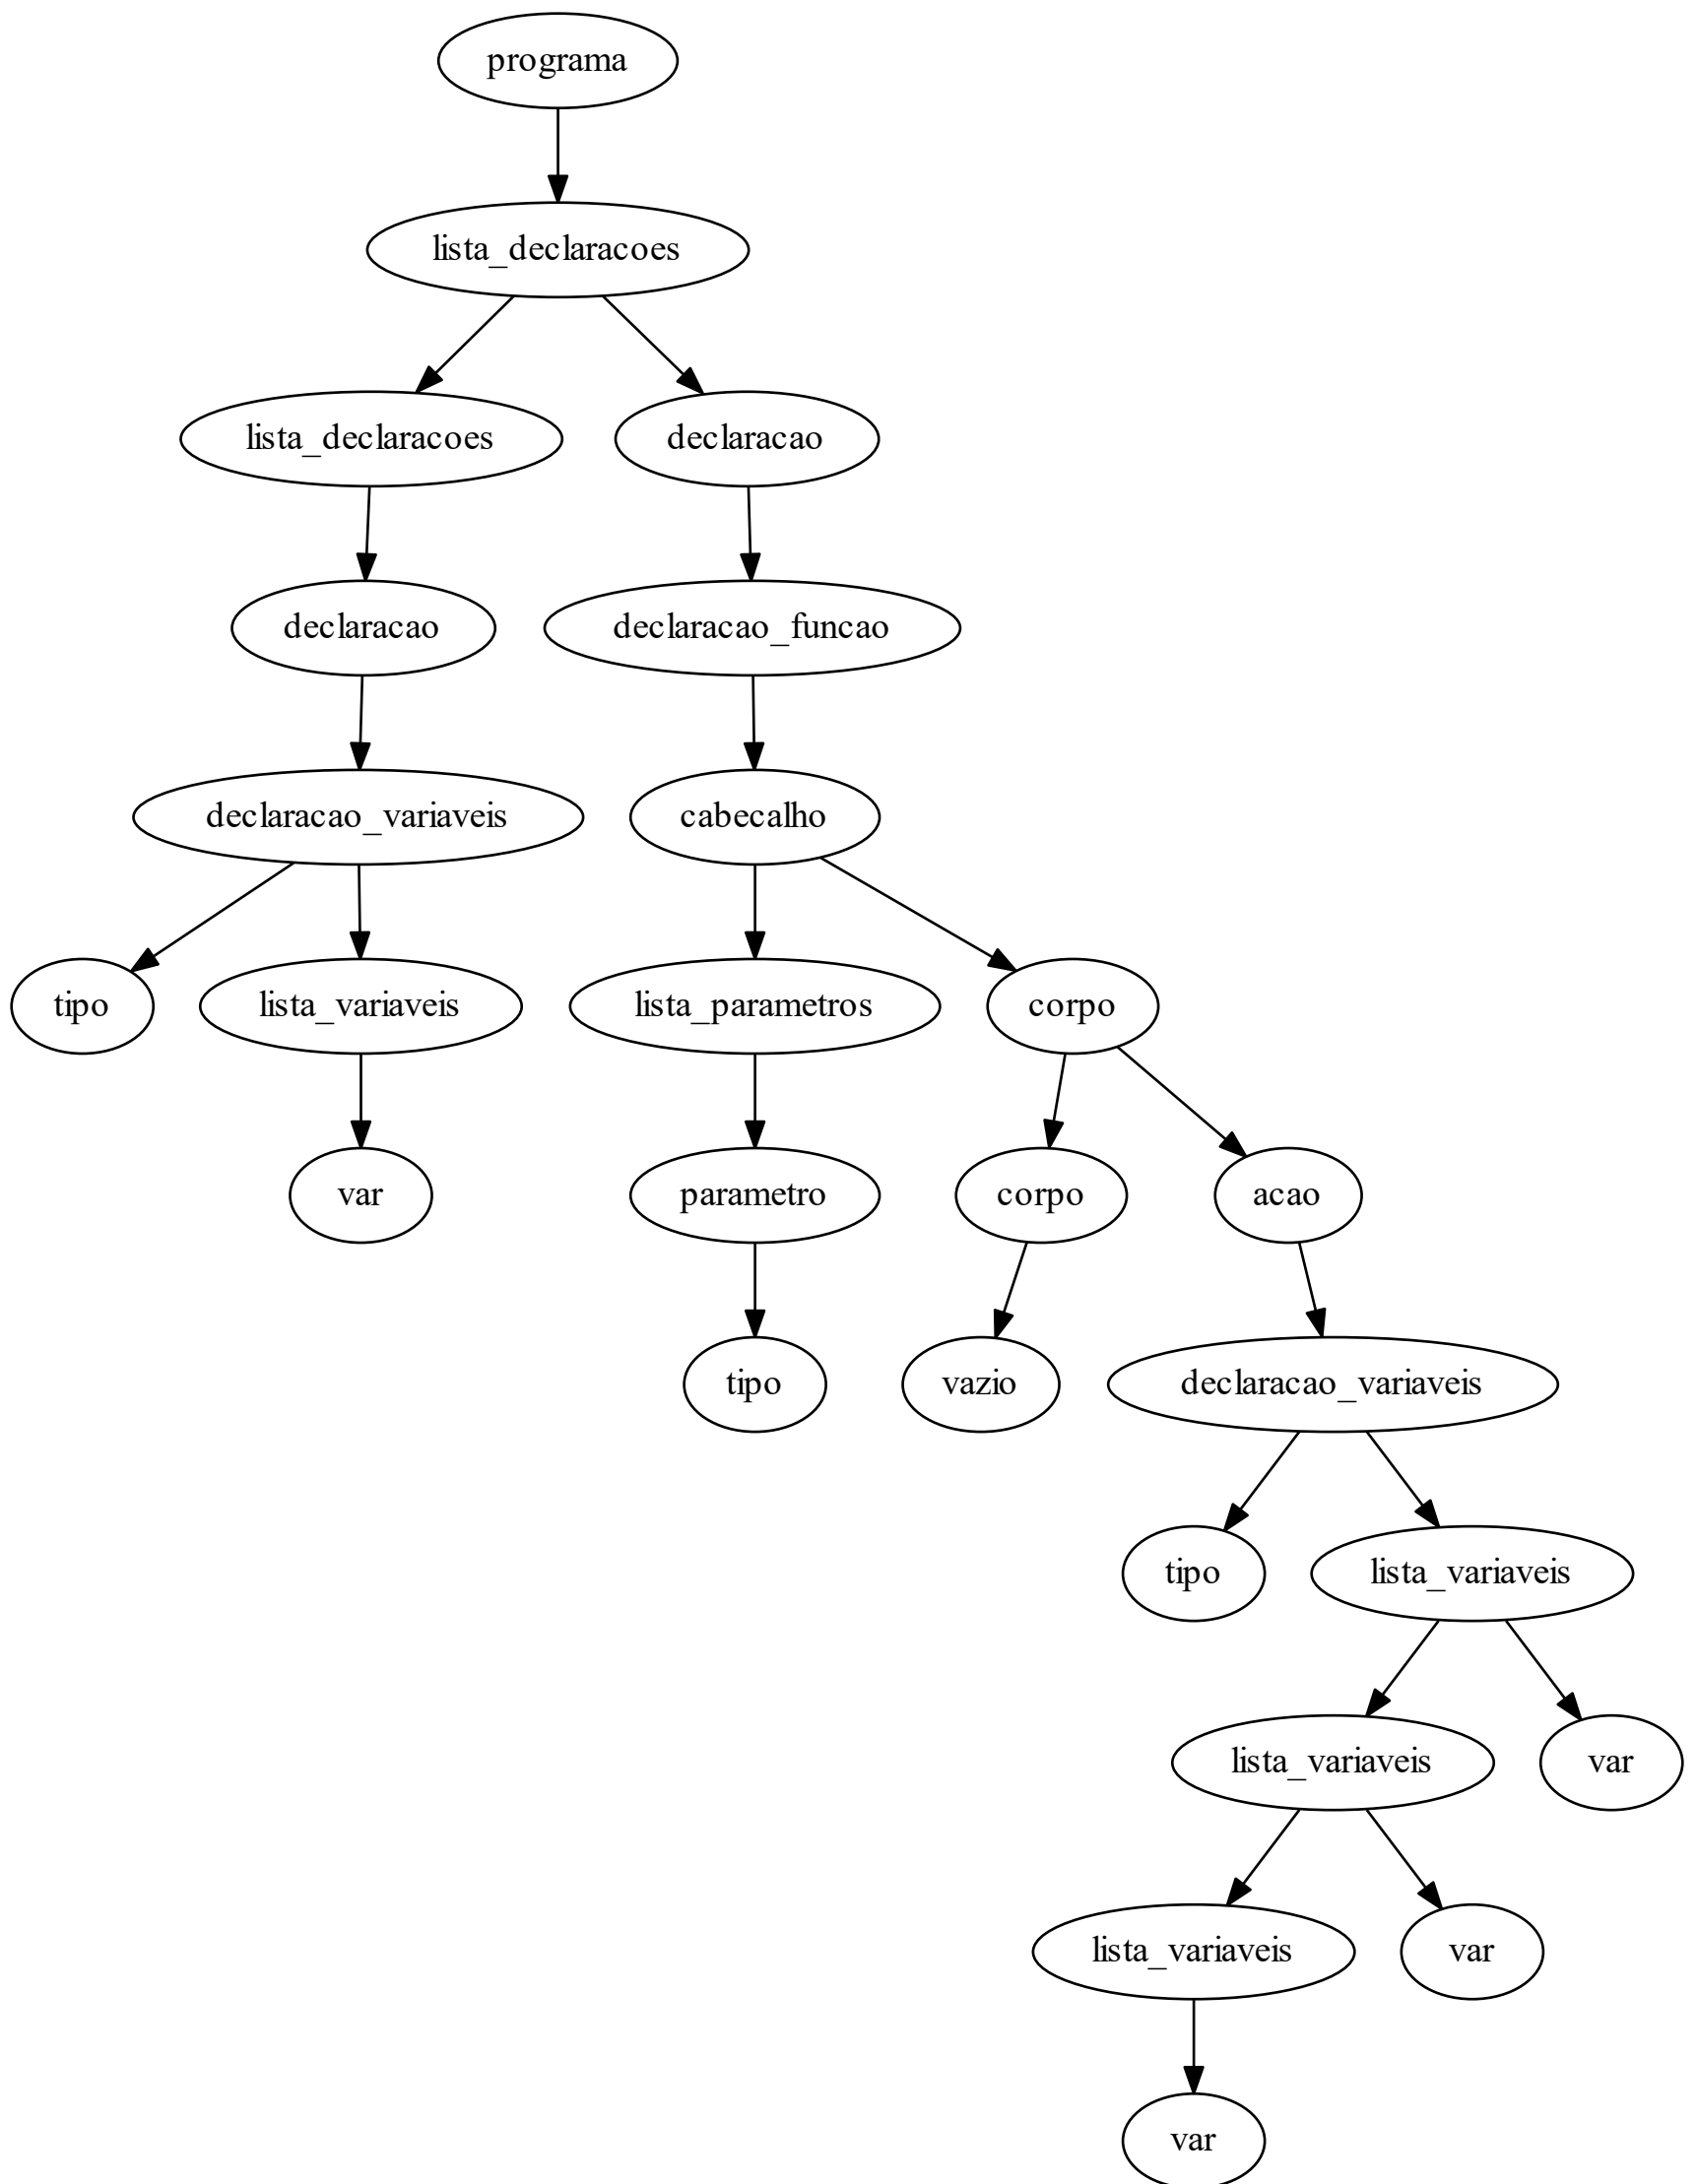 programa
lista_declaracoes
lista_declaracoes
declaracao
declaracao
declaracao_funcao
declaracao_variaveis
cabecalho
tipo
lista_variaveis
lista_parametros
corpo
var
parametro
corpo
acao
tipo
vazio
declaracao_variaveis
tipo
lista_variaveis
lista_variaveis
var
lista_variaveis
var
var